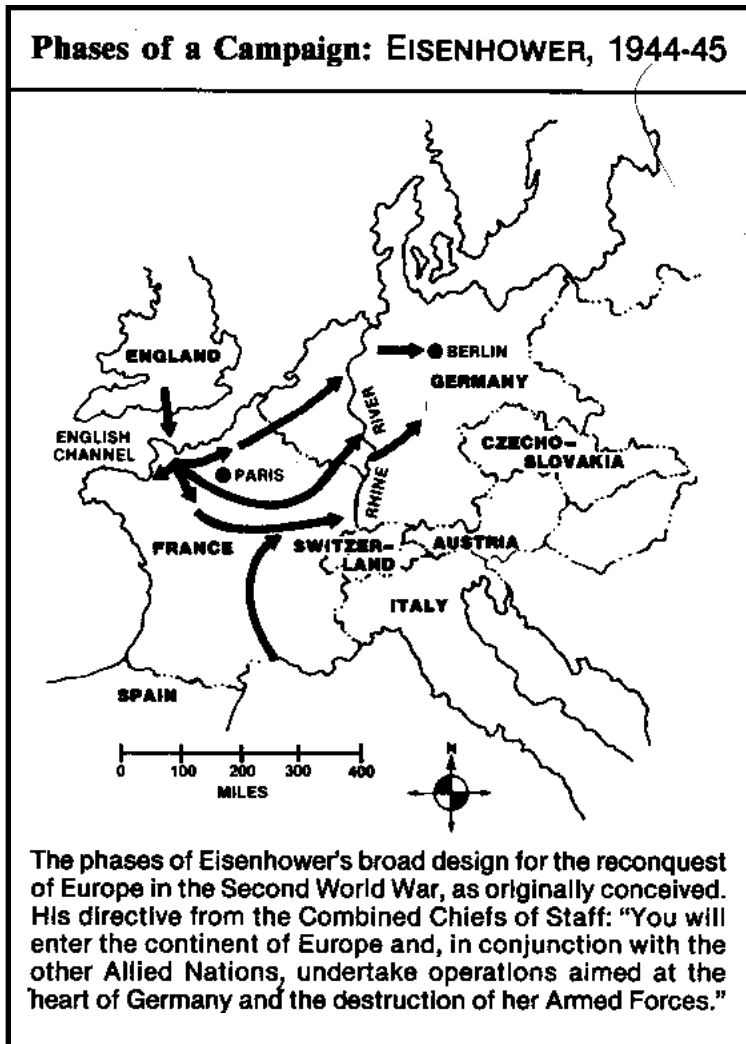 Phases of a Campaign: EISENHOWER, 1944-45
ENGLAND
BERLIN
GERMANY
RIVER
ENGLISH
CHANNEL
CZECHO-
SLOVAKIA
PARIS
RHINE
FRANCE
SWITZER-
LAND
AUSTRIA
ITALY
SPAIN
N
0 100 200 300 400
MILES
The phases of Eisenhower's broad design for the reconquest
of Europe in the Second World War, as originally conceived.
His directive from the Combined Chiefs of Staff: "You will
enter the continent of Europe and, in conjunction with the
other Allied Nations, undertake operations aimed at the
heart of Germany and the destruction of her Armed Forces."